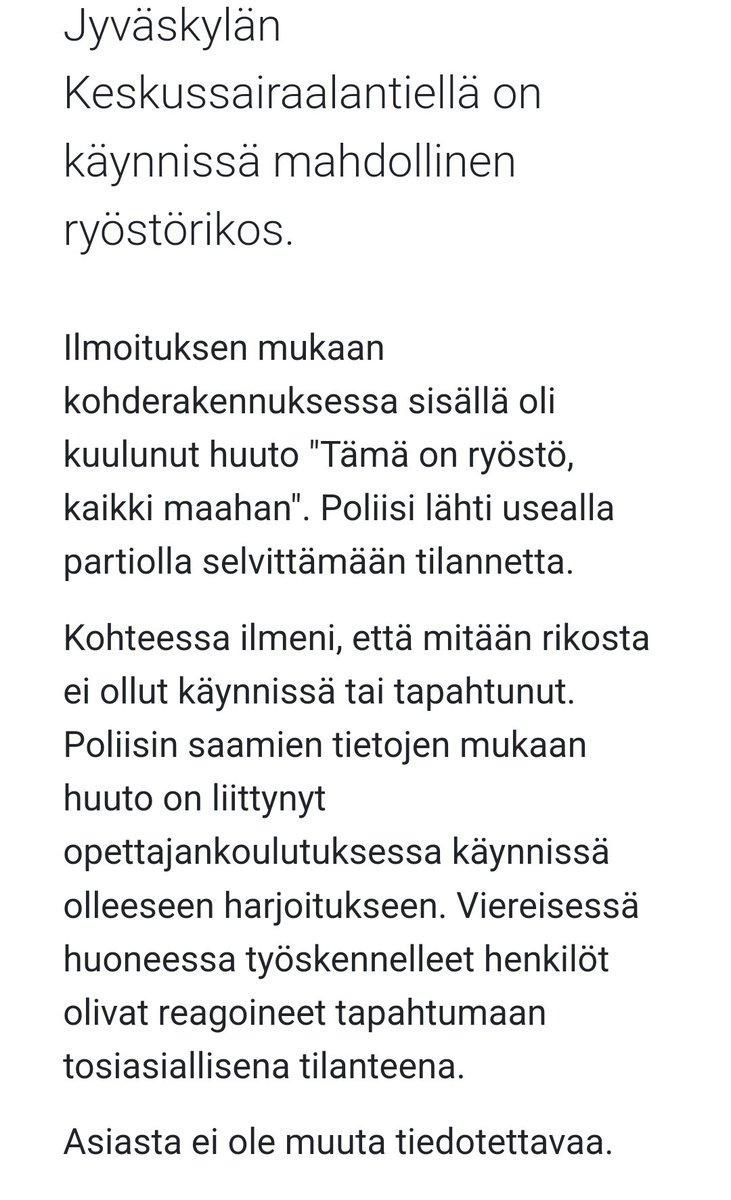 Jyväskylän
Keskussairaalantiellä on
käynnissä mahdollinen
ryöstörikos.
Ilmoituksen mukaan
kohderakennuksessa sisällä oli
kuulunut huuto "Tämä on ryöstö,
kaikki maahan". Poliisi lähti usealla
partiolla selvittämään tilannetta.
Kohteessa ilmeni, että mitään rikosta
ei ollut käynnissä tai tapahtunut.
Poliisin saamien tietojen mukaan
huuto on liittynyt
opettajankoulutuksessa käynnissä
olleeseen harjoitukseen. Viereisessä
huoneessa työskennelleet henkilöt
olivat reagoineet tapahtumaan
tosiasiallisena tilanteena.
Asiasta ei ole muuta tiedotettavaa.